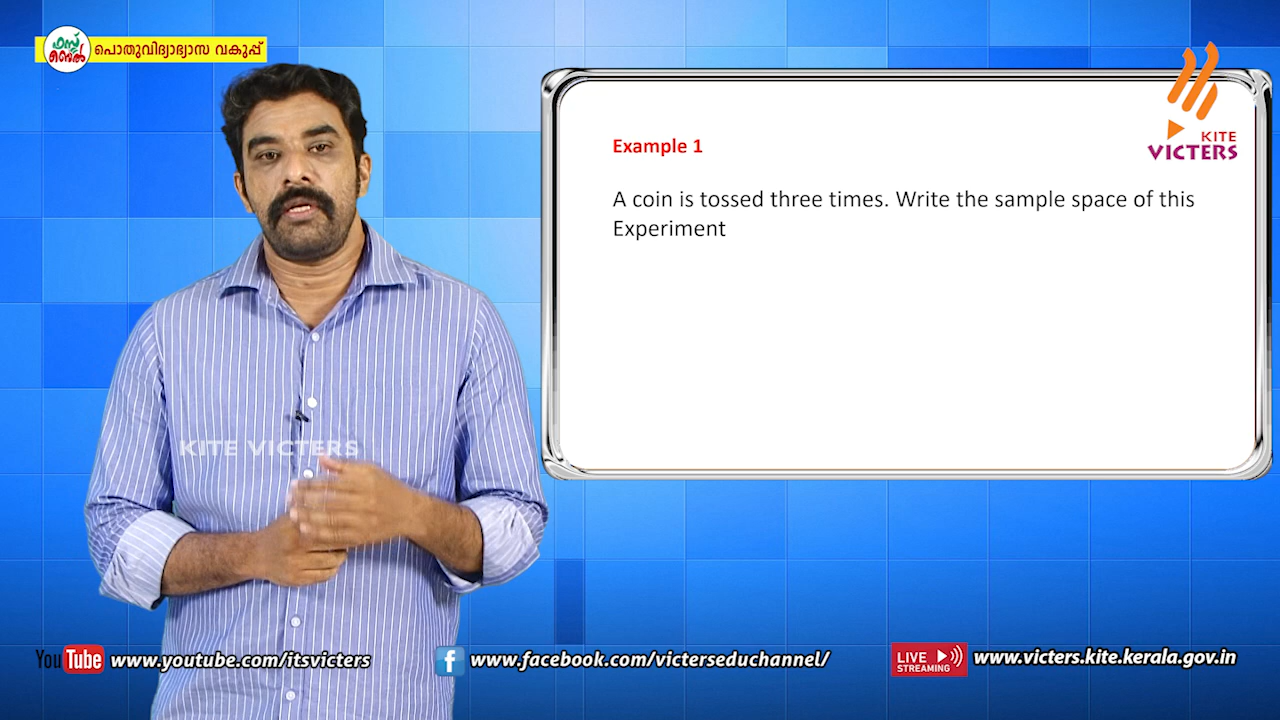 ഫസ്റ്റ്
ബെൽ
പൊതുവിദ്യാഭ്യാസ വകുപ്പ്
KITE
VICTERS
Example 1
A coin is tossed three times. Write the sample space of this
Experiment
KITE VICTERS
YouTube www.youtube.com/itsvicters
f www.facebook.com/victerseduchannel/
LIVE
STREAMING
www.victers.kite.kerala.gov.in